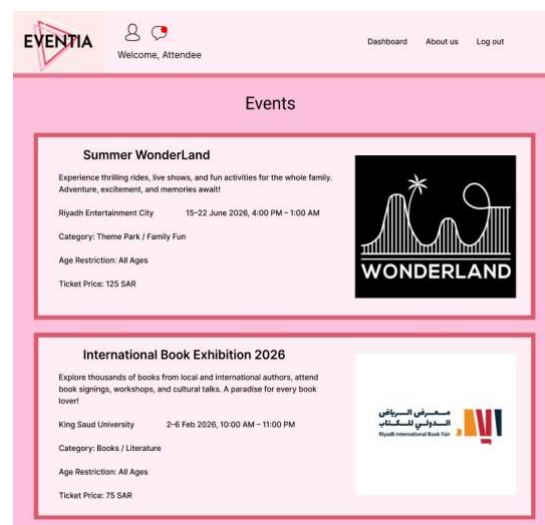 EVENTIA
Welcome, Attendee
Dashboard About us Log out
Events
Summer WonderLand
Experience thrilling rides, live shows, and fun activities for the whole family.
Adventure, excitement, and memories await!
Riyadh Entertainment City 15–22 June 2026, 4:00 PM – 1:00 AM
Category: Theme Park / Family Fun
Age Restriction: All Ages
Ticket Price: 125 SAR
WONDERLAND
International Book Exhibition 2026
Explore thousands of books from local and international authors, attend
book signings, workshops, and cultural talks. A paradise for every book
lover!
King Saud University 2–6 Feb 2026, 10:00 AM – 11:00 PM
Category: Books / Literature
Age Restriction: All Ages
Ticket Price: 75 SAR
معرض الرياض
الدولي للكتاب
Riyadh International Book Fair